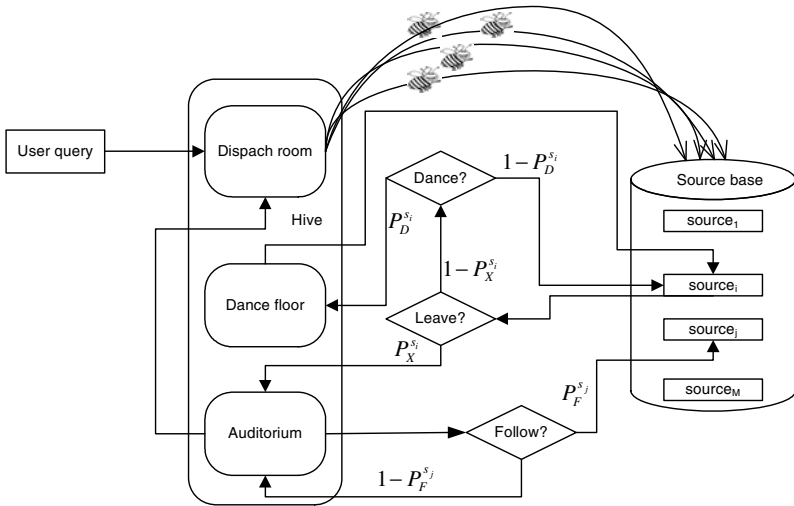 User query
Dispach room
Hive
Dance floor
Auditorium
Dance?
1 − P_D^{s_i}
P_D^{s_i}
1 − P_X^{s_i}
Leave?
P_X^{s_i}
Follow?
P_F^{s_j}
1 − P_F^{s_j}
Source base
source₁
sourceᵢ
sourceⱼ
source_M